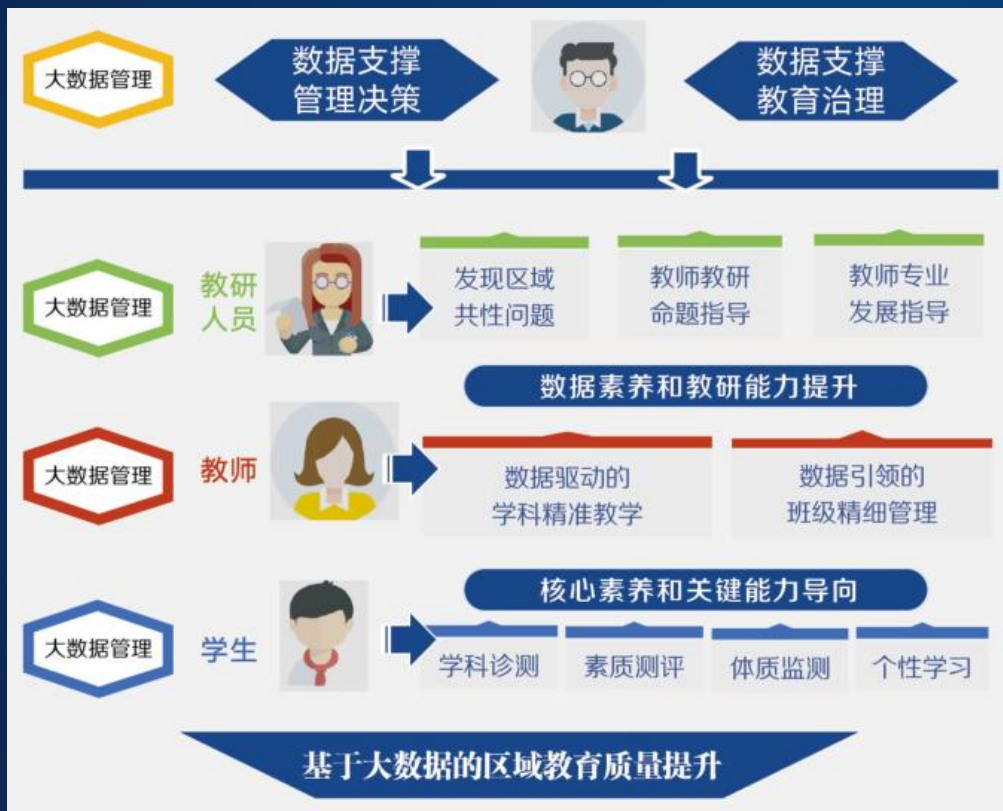 大数据管理
数据支撑
管理决策
数据支撑
教育治理
大数据管理
教研
人员
发现区域
共性问题
教师教研
命题指导
教师专业
发展指导
数据素养和教研能力提升
大数据管理
教师
数据驱动的
学科精准教学
数据引领的
班级精细管理
核心素养和关键能力导向
大数据管理
学生
学科诊测
素质测评
体质监测
个性学习
基于大数据的区域教育质量提升